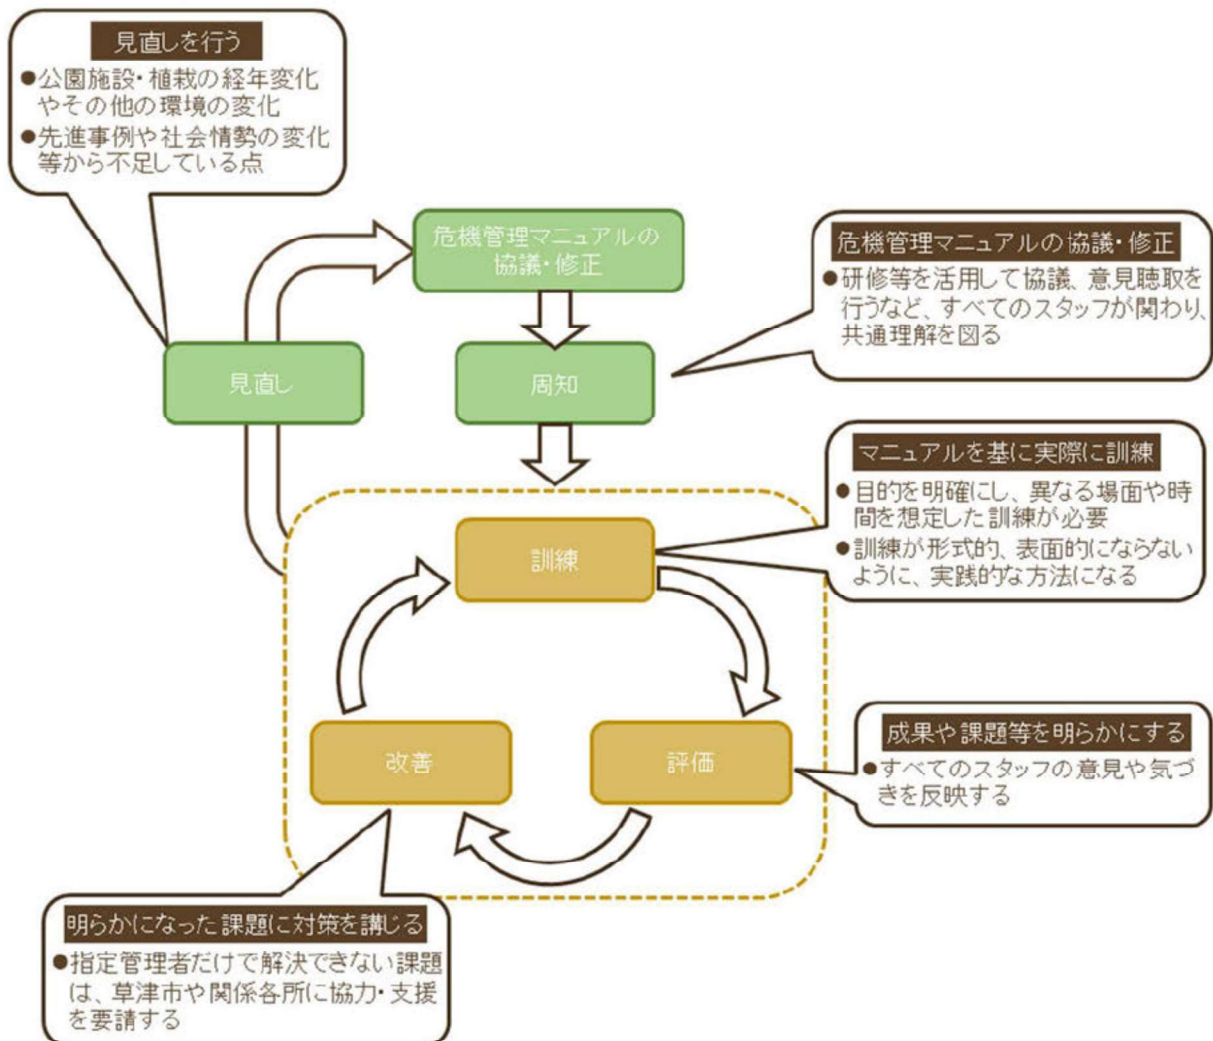 見直しを行う
●公園施設・植栽の経年変化
やその他の環境の変化
●先進事例や社会情勢の変化
等から不足している点
危機管理マニュアルの
協議・修正
危機管理マニュアルの協議・修正
●研修等を活用して協議、意見聴取を
行うなど、すべてのスタッフが関わり、
共通理解を図る
見直し
周知
マニュアルを基に実際に訓練
●目的を明確にし、異なる場面や時
間を想定した訓練が必要
●訓練が形式的、表面的にならない
ように、実践的な方法になる
訓練
改善
評価
成果や課題等を明らかにする
●すべてのスタッフの意見や気づ
きを反映する
明らかになった課題に対策を講じる
●指定管理者だけで解決できない課題
は、草津市や関係各所に協力・支援
を要請する